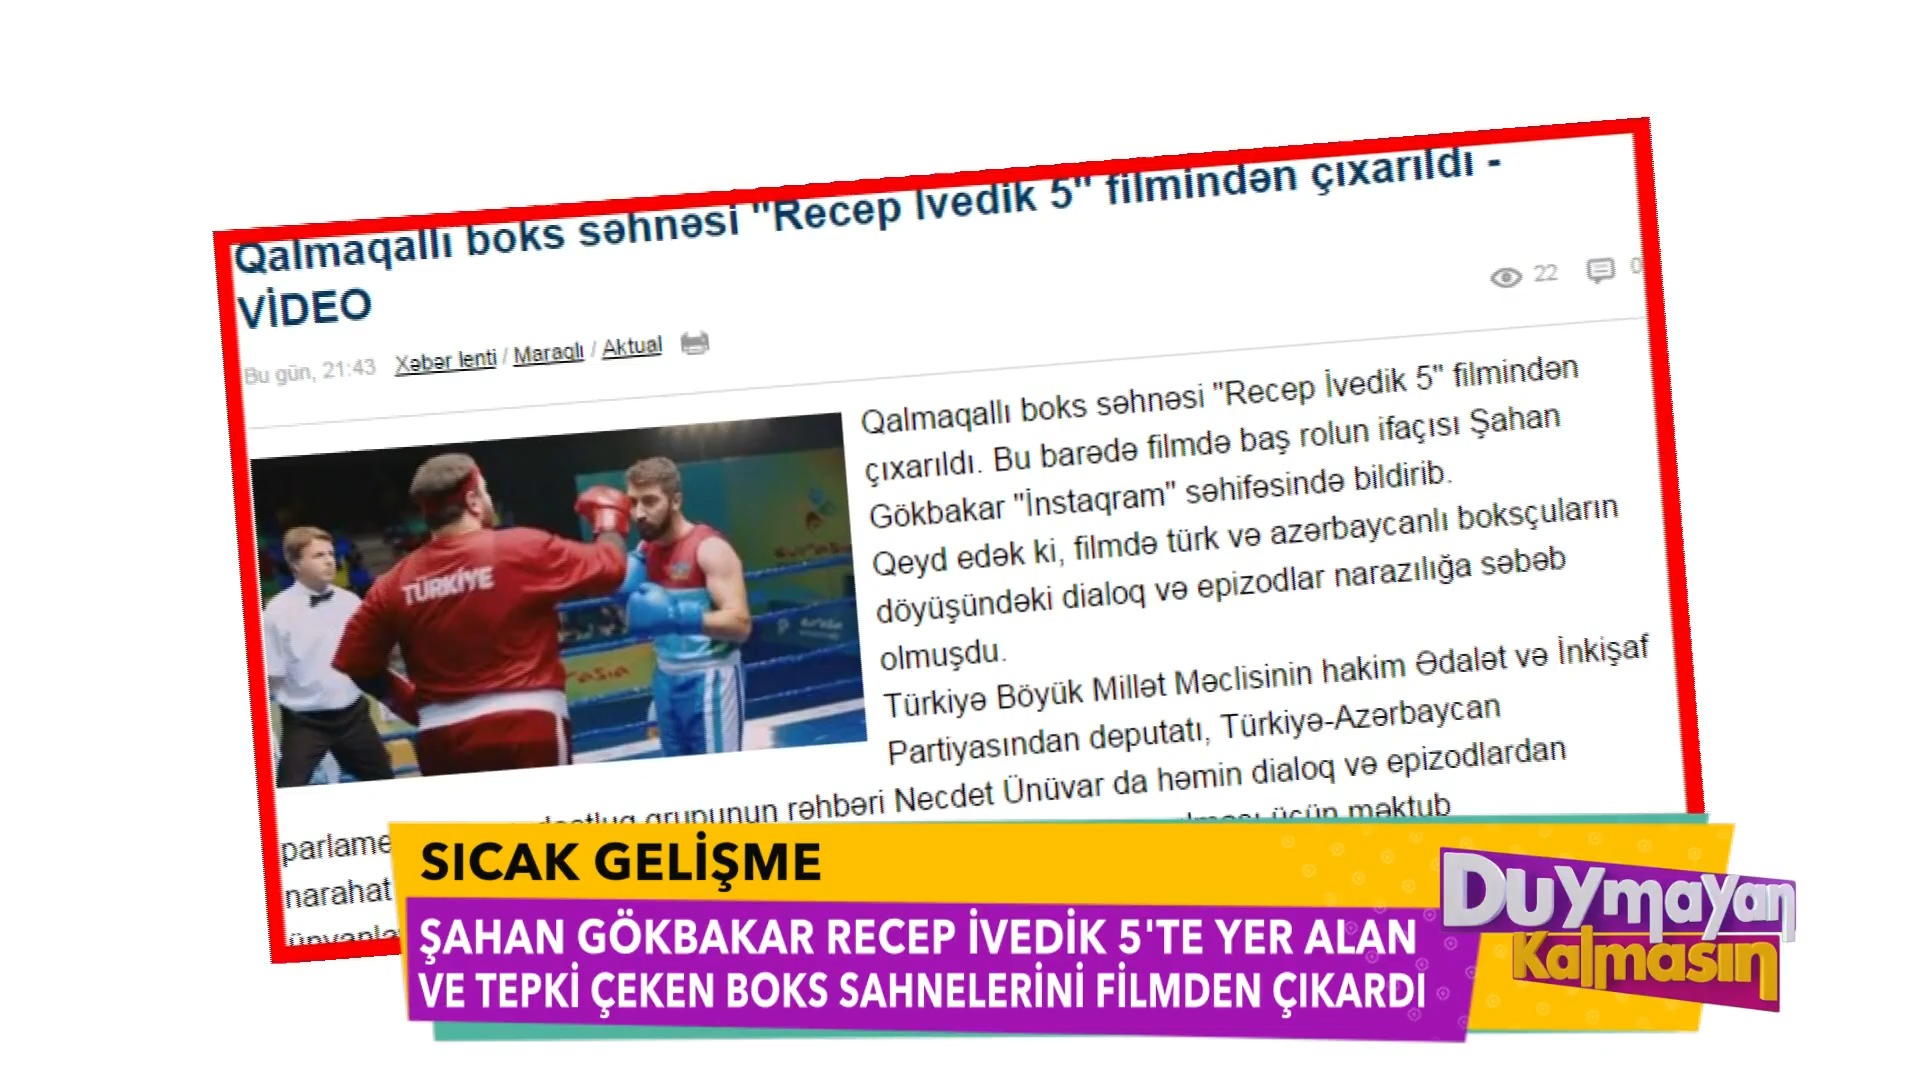 Qalmaqallı boks səhnəsi "Recep İvedik 5" filmindən çıxarıldı -
VİDEO
22
0
Bu gün, 21:43 Xəbər lenti / Maraqlı / Aktual
Qalmaqallı boks səhnəsi "Recep İvedik 5" filmindən
çıxarıldı. Bu barədə filmdə baş rolun ifaçısı Şahan
Gökbakar "İnstaqram" səhifəsində bildirib.
Qeyd edək ki, filmdə türk və azərbaycanlı boksçuların
döyüşündəki dialoq və epizodlar narazılığa səbəb
olmuşdu.
Türkiyə Böyük Millət Məclisinin hakim Ədalət və İnkişaf
Partiyasından deputatı, Türkiyə-Azərbaycan
qrupunun rəhbəri Necdet Ünüvar da həmin dialoq və epizodlardan
üçün məktub
TÜRKİYE
SICAK GELİŞME
ŞAHAN GÖKBAKAR RECEP İVEDİK 5'TE YER ALAN
VE TEPKİ ÇEKEN BOKS SAHNELERİNİ FİLMDEN ÇIKARDI
Duymayan
Kalmasın